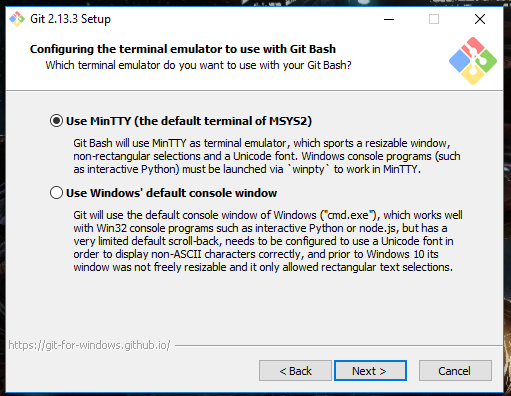 Git 2.13.3 Setup
Configuring the terminal emulator to use with Git Bash
Which terminal emulator do you want to use with your Git Bash?
Use MinTTY (the default terminal of MSYS2)
Git Bash will use MinTTY as terminal emulator, which sports a resizable window,
non-rectangular selections and a Unicode font. Windows console programs (such
as interactive Python) must be launched via `winpty` to work in MinTTY.
Use Windows' default console window
Git will use the default console window of Windows ("cmd.exe"), which works well
with Win32 console programs such as interactive Python or node.js, but has a
very limited default scroll-back, needs to be configured to use a Unicode font in
order to display non-ASCII characters correctly, and prior to Windows 10 its
window was not freely resizable and it only allowed rectangular text selections.
https://git-for-windows.github.io/
< Back
Next >
Cancel